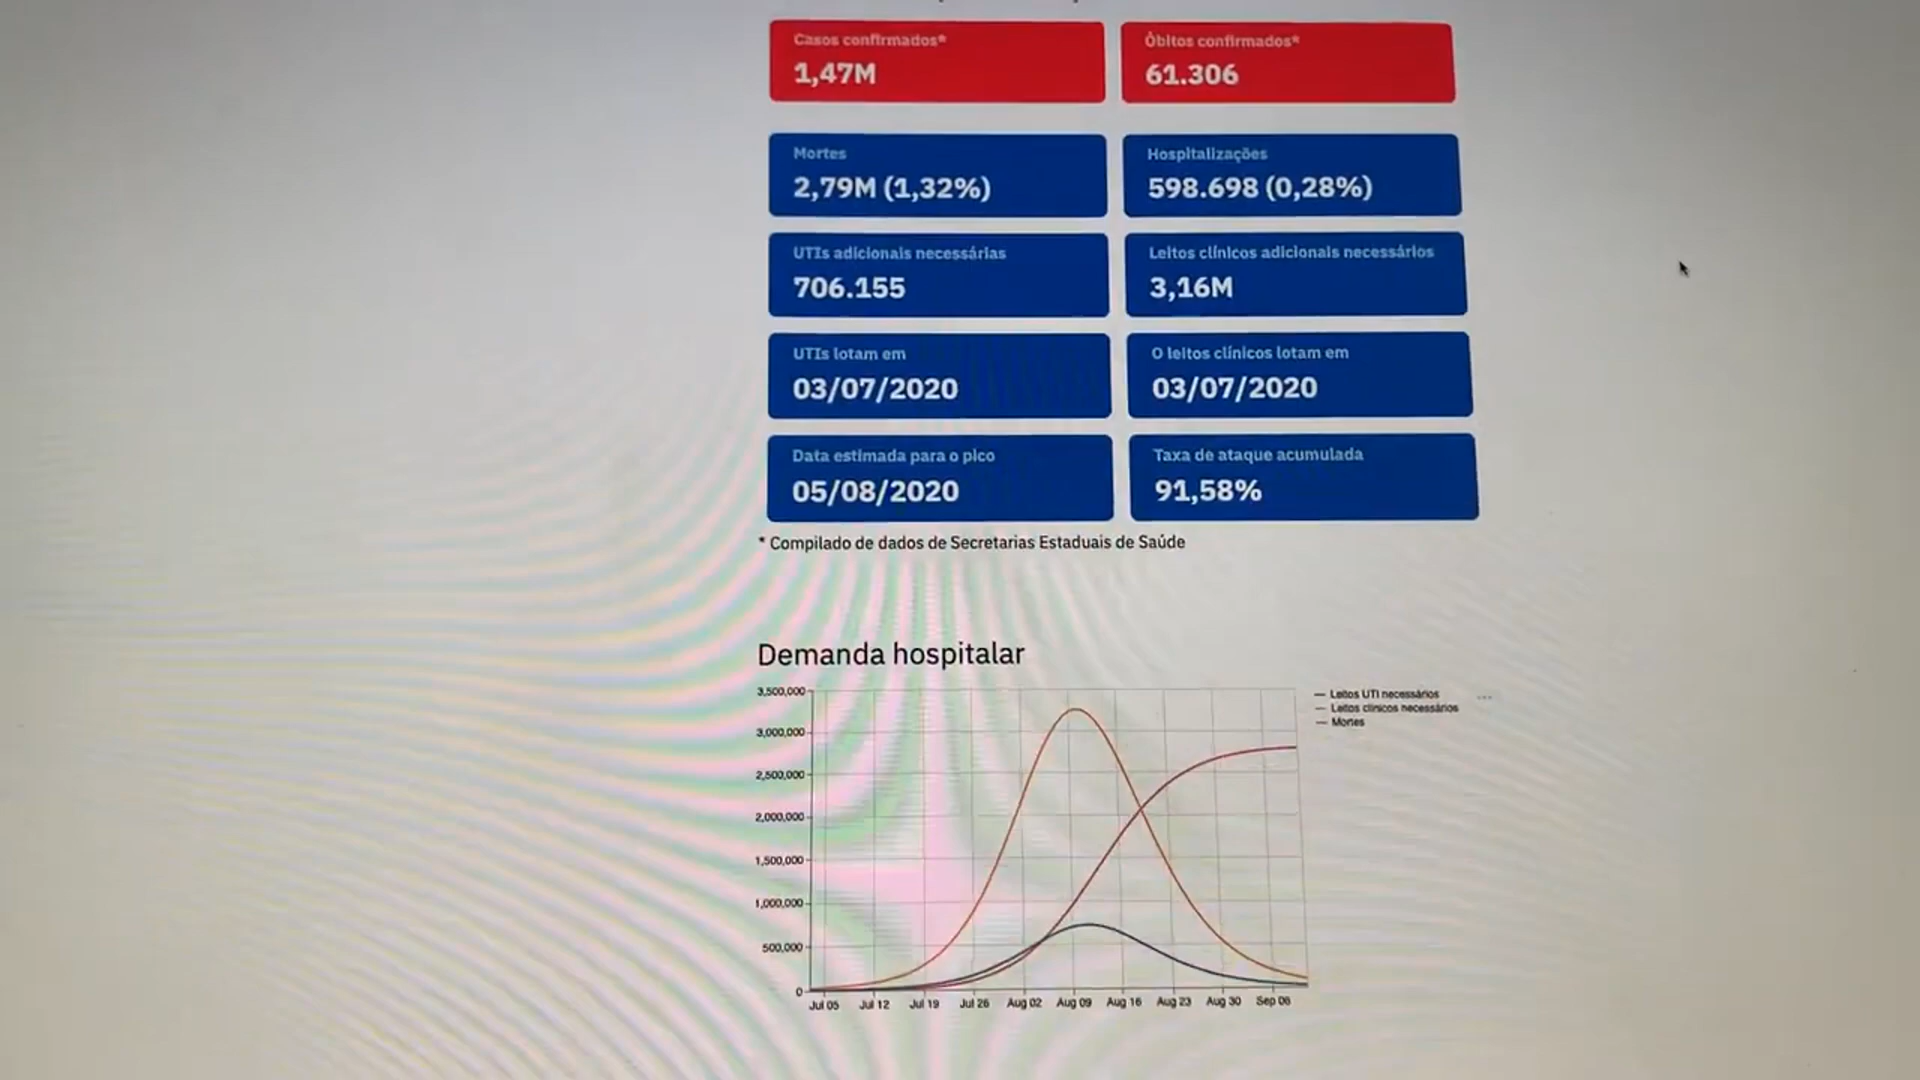 Casos confirmados*
1,47M
Óbitos confirmados*
61.306
Mortes
2,79M (1,32%)
Hospitalizações
598.698 (0,28%)
UTIs adicionais necessárias
706.155
Leitos clínicos adicionais necessários
3,16M
UTIs lotam em
03/07/2020
O leitos clínicos lotam em
03/07/2020
Data estimada para o pico
05/08/2020
Taxa de ataque acumulada
91,58%
* Compilado de dados de Secretarias Estaduais de Saúde
Demanda hospitalar
3,500,000
3,000,000
2,500,000
2,000,000
1,500,000
1,000,000
500,000
0
Jul 05 Jul 12 Jul 19 Jul 26 Aug 02 Aug 09 Aug 16 Aug 23 Aug 30 Sep 06
Leitos UTI necessários
Leitos clínicos necessários
Mortes